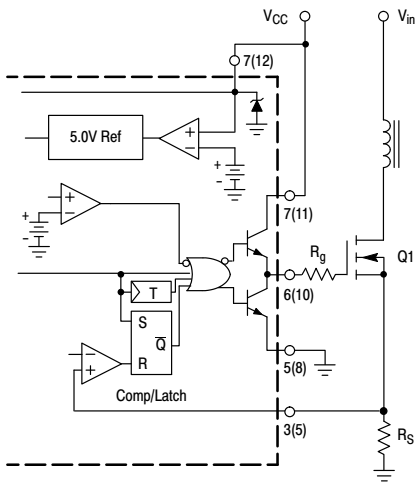 VCC
Vin
7(12)
5.0V Ref
+
−
+
−
+
−
+
−
7(11)
Rg
Q1
6(10)
T
S
Q
R
−
+
5(8)
Comp/Latch
3(5)
RS